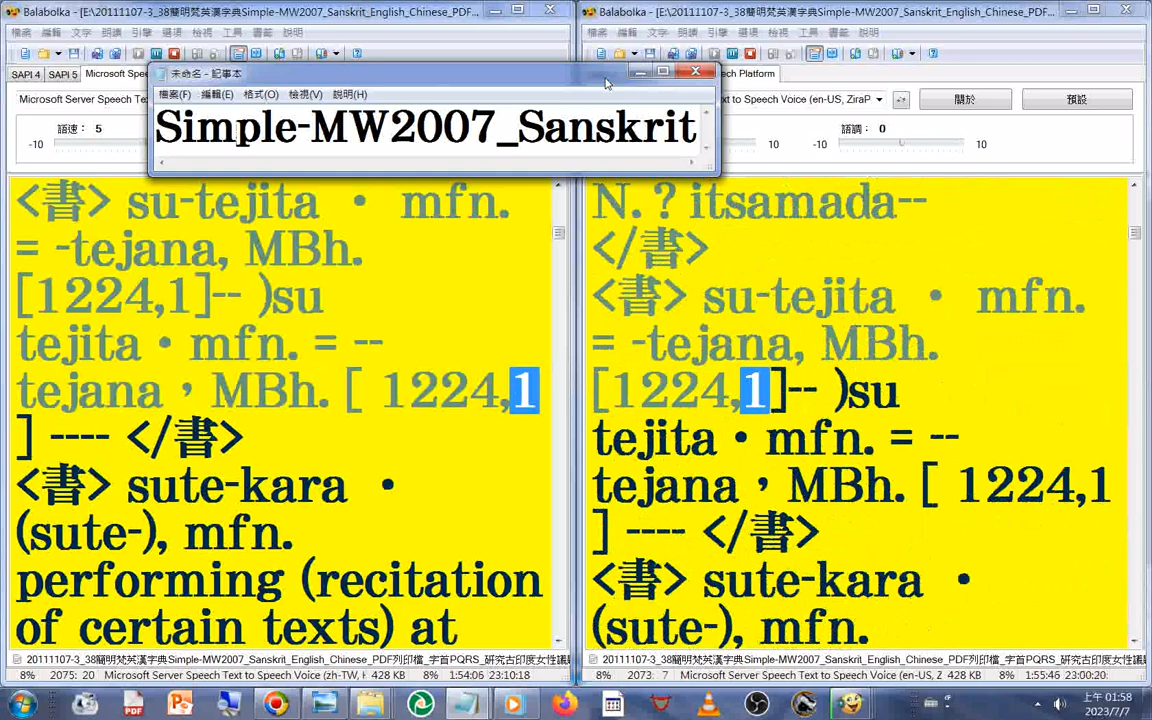 Balabolka - [E:\20111107-3_38簡明梵英漢字典Simple-MW2007_Sanskrit_English_Chinese_PDF...
檔案 編輯 文字 朗讀 引擎 選項 檢視 工具 書籤 說明
SAPI 4 SAPI 5 Microsoft Speech
Microsoft Server Speech Text
語速： 5
-10
<書> su-tejita • mfn.
= -tejana, MBh.
[1224,1]-- )su
tejita • mfn. = --
tejana，MBh. [ 1224,1
] ---- </書>
<書> sute-kara •
(sute-), mfn.
performing (recitation
of certain texts) at
20111107-3_38簡明梵英漢字典Simple-MW2007_Sanskrit_English_Chinese_PDF列印檔_字首PQRS_研究古印度女性議
8% 2075: 20 Microsoft Server Speech Text to Speech Voice (zh-TW, H 428 KB 8% 1:54:06 23:10:18
未命名 - 記事本
檔案(F) 編輯(E) 格式(O) 檢視(V) 說明(H)
Simple-MW2007_Sanskrit
Balabolka - [E:\20111107-3_38簡明梵英漢字典Simple-MW2007_Sanskrit_English_Chinese_PDF...
檔案 編輯 文字 朗讀 引擎 選項 檢視 工具 書籤 說明
ech Platform
t to Speech Voice (en-US, ZiraP
關於 預設
語調： 0
10 -10 10
N. ? itsamada--
</書>
<書> su-tejita • mfn.
= -tejana, MBh.
[1224,1]-- )su
tejita • mfn. = --
tejana，MBh. [ 1224,1
] ---- </書>
<書> sute-kara •
(sute-), mfn.
20111107-3_38簡明梵英漢字典Simple-MW2007_Sanskrit_English_Chinese_PDF列印檔_字首PQRS_研究古印度女性議
8% 2073: 7 Microsoft Server Speech Text to Speech Voice (en-US, Z 428 KB 8% 1:55:46 23:00:20
上午 01:58
2023/7/7